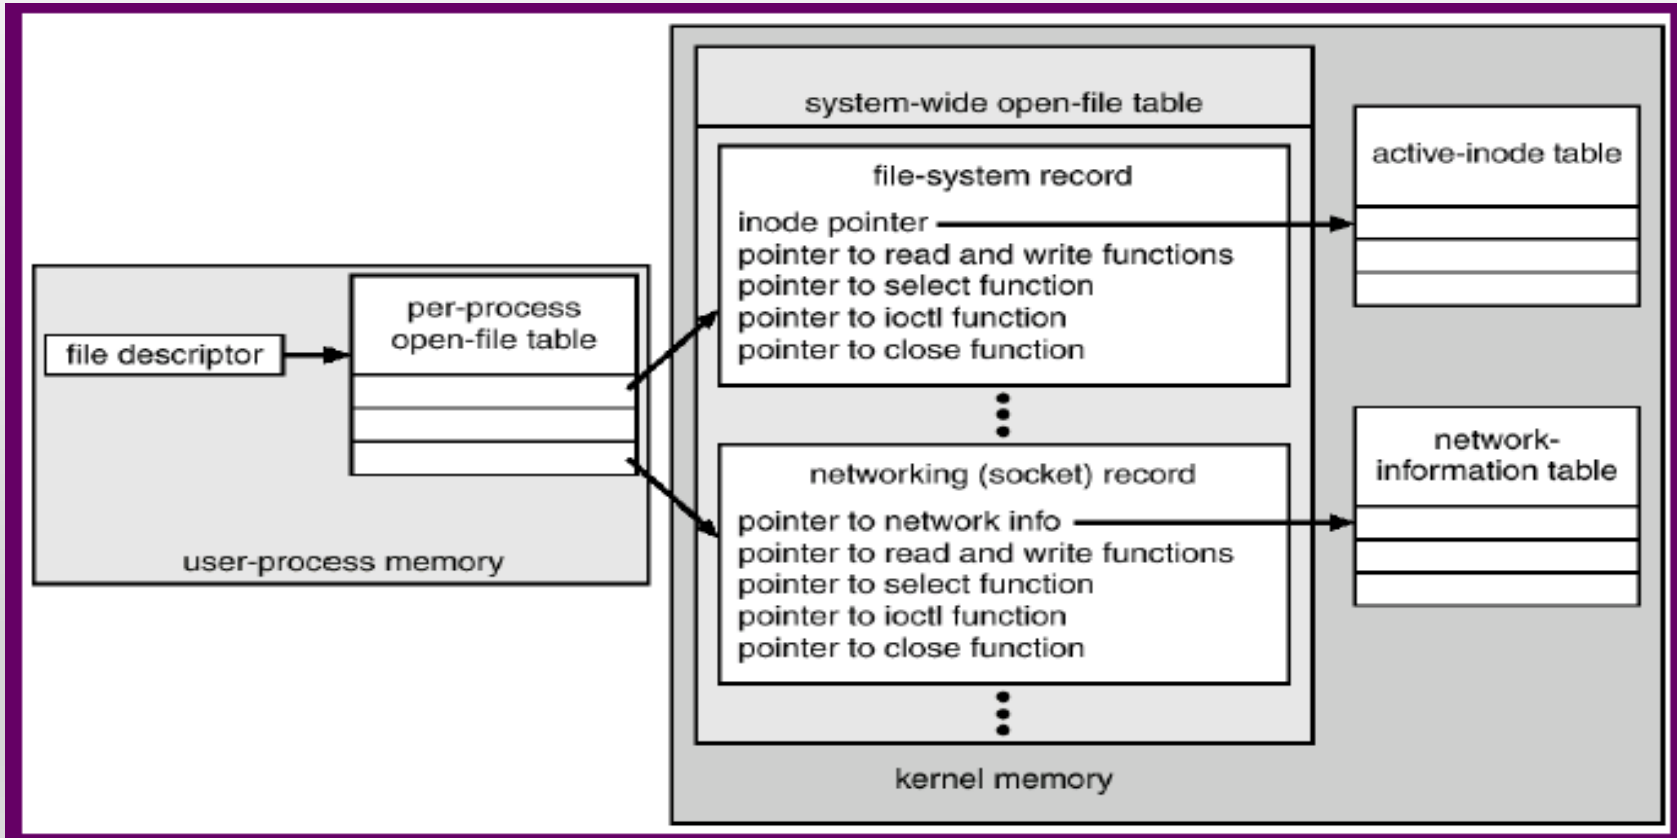 file descriptor
per-process
open-file table
user-process memory
system-wide open-file table
file-system record
inode pointer
pointer to read and write functions
pointer to select function
pointer to ioctl function
pointer to close function
networking (socket) record
pointer to network info
pointer to read and write functions
pointer to select function
pointer to ioctl function
pointer to close function
kernel memory
active-inode table
network-
information table